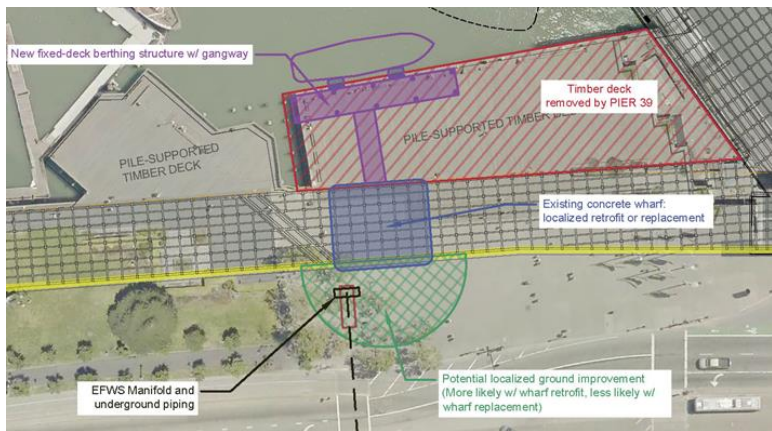 New fixed-deck berthing structure w/ gangway
Timber deck
removed by PIER 39
PILE-SUPPORTED TIMBER DEC
PILE-SUPPORTED
TIMBER DECK
Existing concrete wharf:
localized retrofit or replacement
EFWS Manifold and
underground piping
Potential localized ground improvement
(More likely w/ wharf retrofit, less likely w/
wharf replacement)